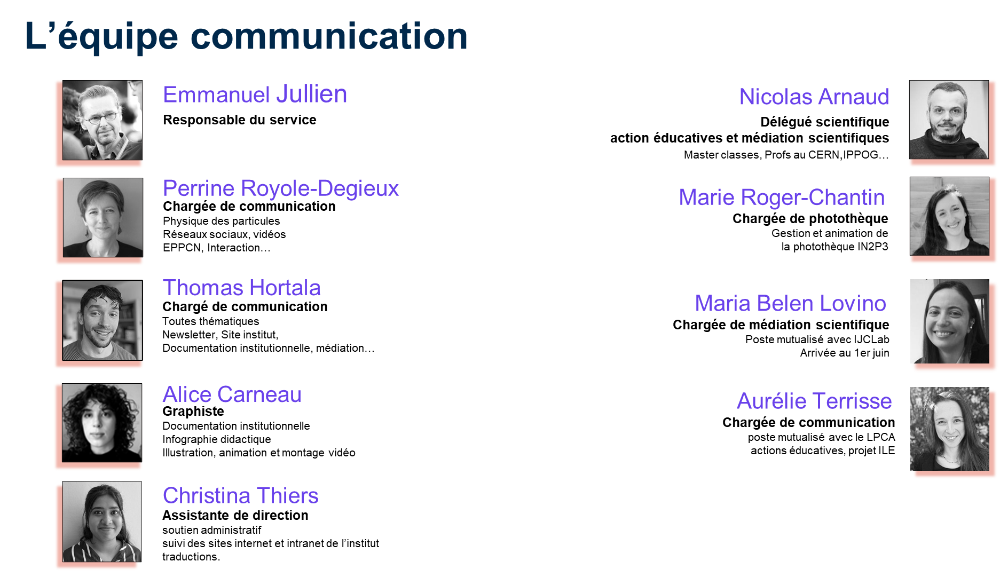 L’équipe communication
Emmanuel Jullien
Responsable du service
Perrine Royole-Degieux
Chargée de communication
Physique des particules
Réseaux sociaux, vidéos
EPPCN, Interaction…
Thomas Hortala
Chargé de communication
Toutes thématiques
Newsletter, Site institut,
Documentation institutionnelle, médiation…
Alice Carneau
Graphiste
Documentation institutionnelle
Infographie didactique
Illustration, animation et montage vidéo
Christina Thiers
Assistante de direction
soutien administratif
suivi des sites internet et intranet de l’institut
traductions.
Nicolas Arnaud
Délégué scientifique
action éducatives et médiation scientifiques
Master classes, Profs au CERN,IPPOG…
Marie Roger-Chantin
Chargée de photothèque
Gestion et animation de
la photothèque IN2P3
Maria Belen Lovino
Chargée de médiation scientifique
Poste mutualisé avec IJCLab
Arrivée au 1er juin
Aurélie Terrisse
Chargée de communication
poste mutualisé avec le LPCA
actions éducatives, projet ILE